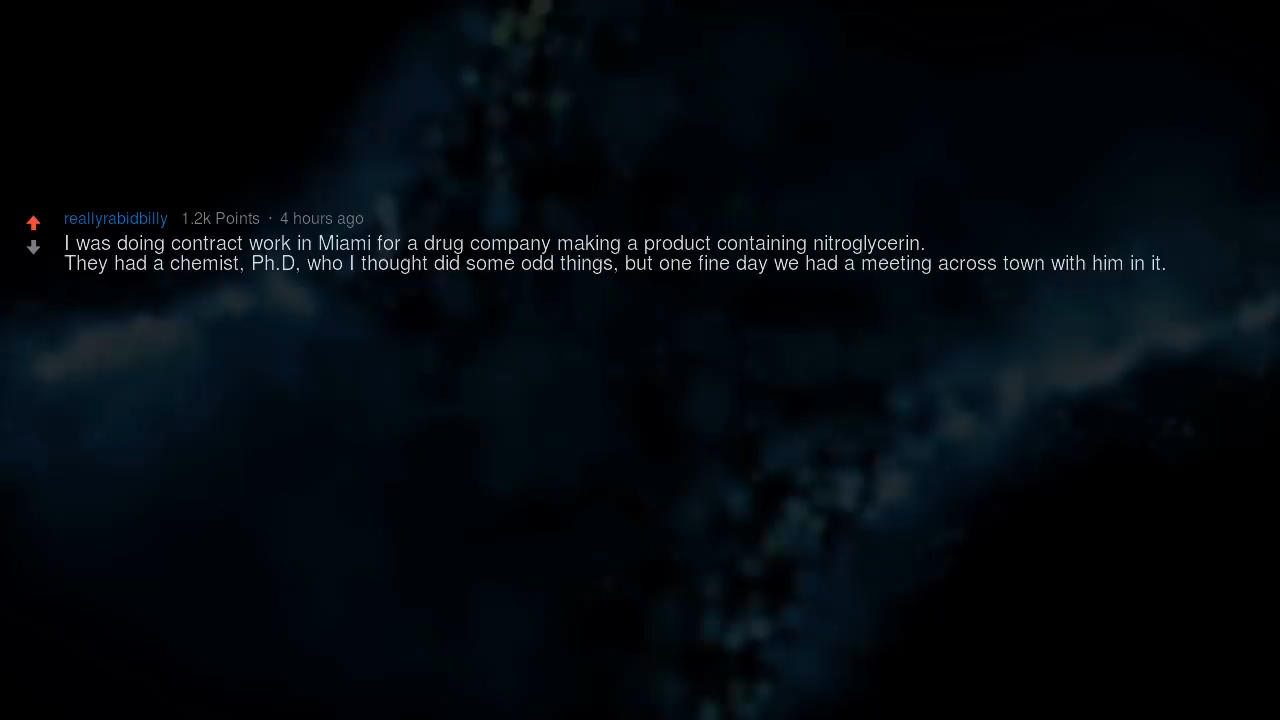 reallyrabidbilly 1.2k Points · 4 hours ago
I was doing contract work in Miami for a drug company making a product containing nitroglycerin.
They had a chemist, Ph.D, who I thought did some odd things, but one fine day we had a meeting across town with him in it.